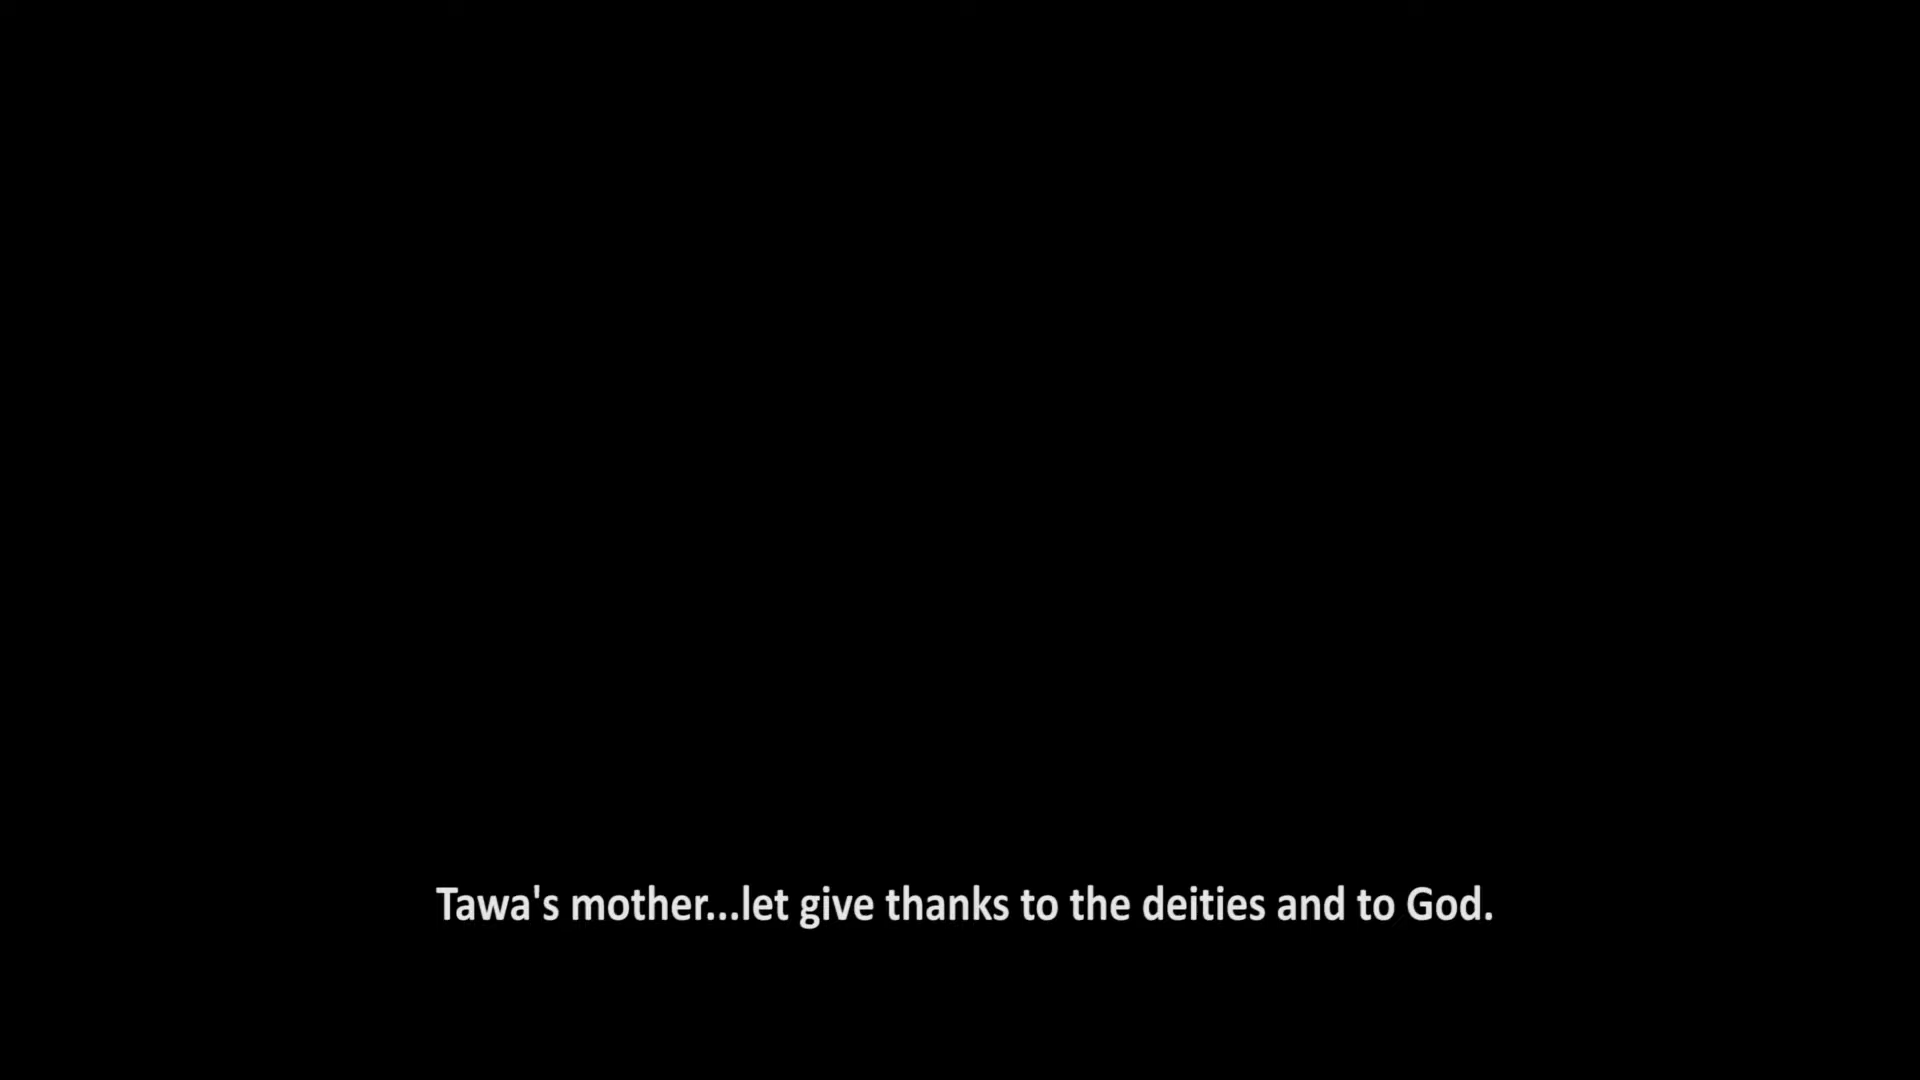 Tawa's mother...let give thanks to the deities and to God.